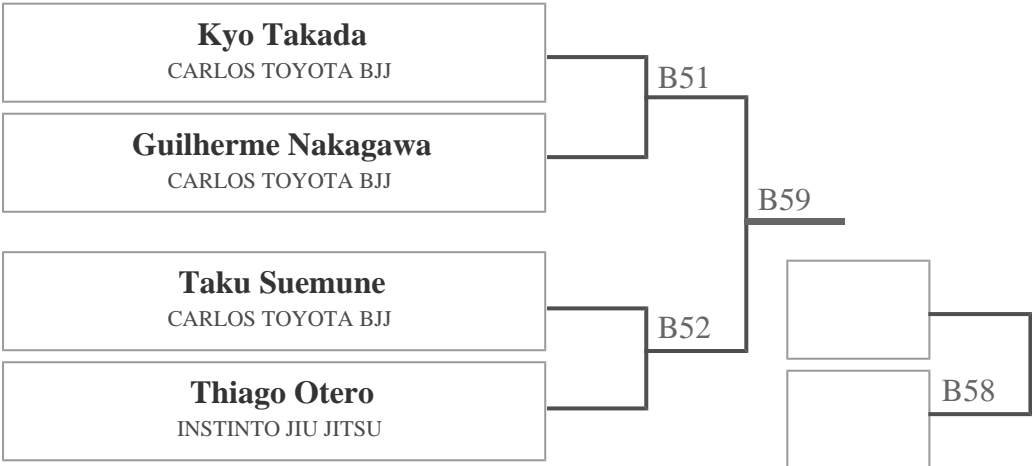 Kyo Takada
CARLOS TOYOTA BJJ
B51
Guilherme Nakagawa
CARLOS TOYOTA BJJ
B59
Taku Suemune
CARLOS TOYOTA BJJ
B52
Thiago Otero
INSTINTO JIU JITSU
B58